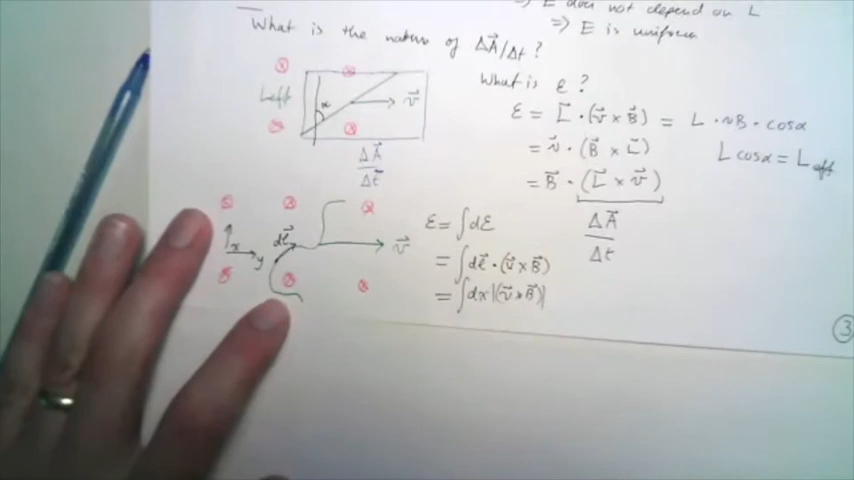 ⇒ E does not depend on L
⇒ E is uniform
What is the nature of ΔA⃗/Δt?
What is ε?
Leff
α
v⃗
ΔA⃗/Δt
ε = L⃗ · (v⃗ × B⃗) = L · vB · cosα
= v⃗ · (B⃗ × L⃗)
L cosα = Leff
= B⃗ · (L⃗ × v⃗)
ΔA⃗/Δt
x
y
dℓ⃗
v⃗
ε = ∫dε
= ∫dℓ⃗ · (v⃗ × B⃗)
= ∫dx |(v⃗ × B⃗)|
3